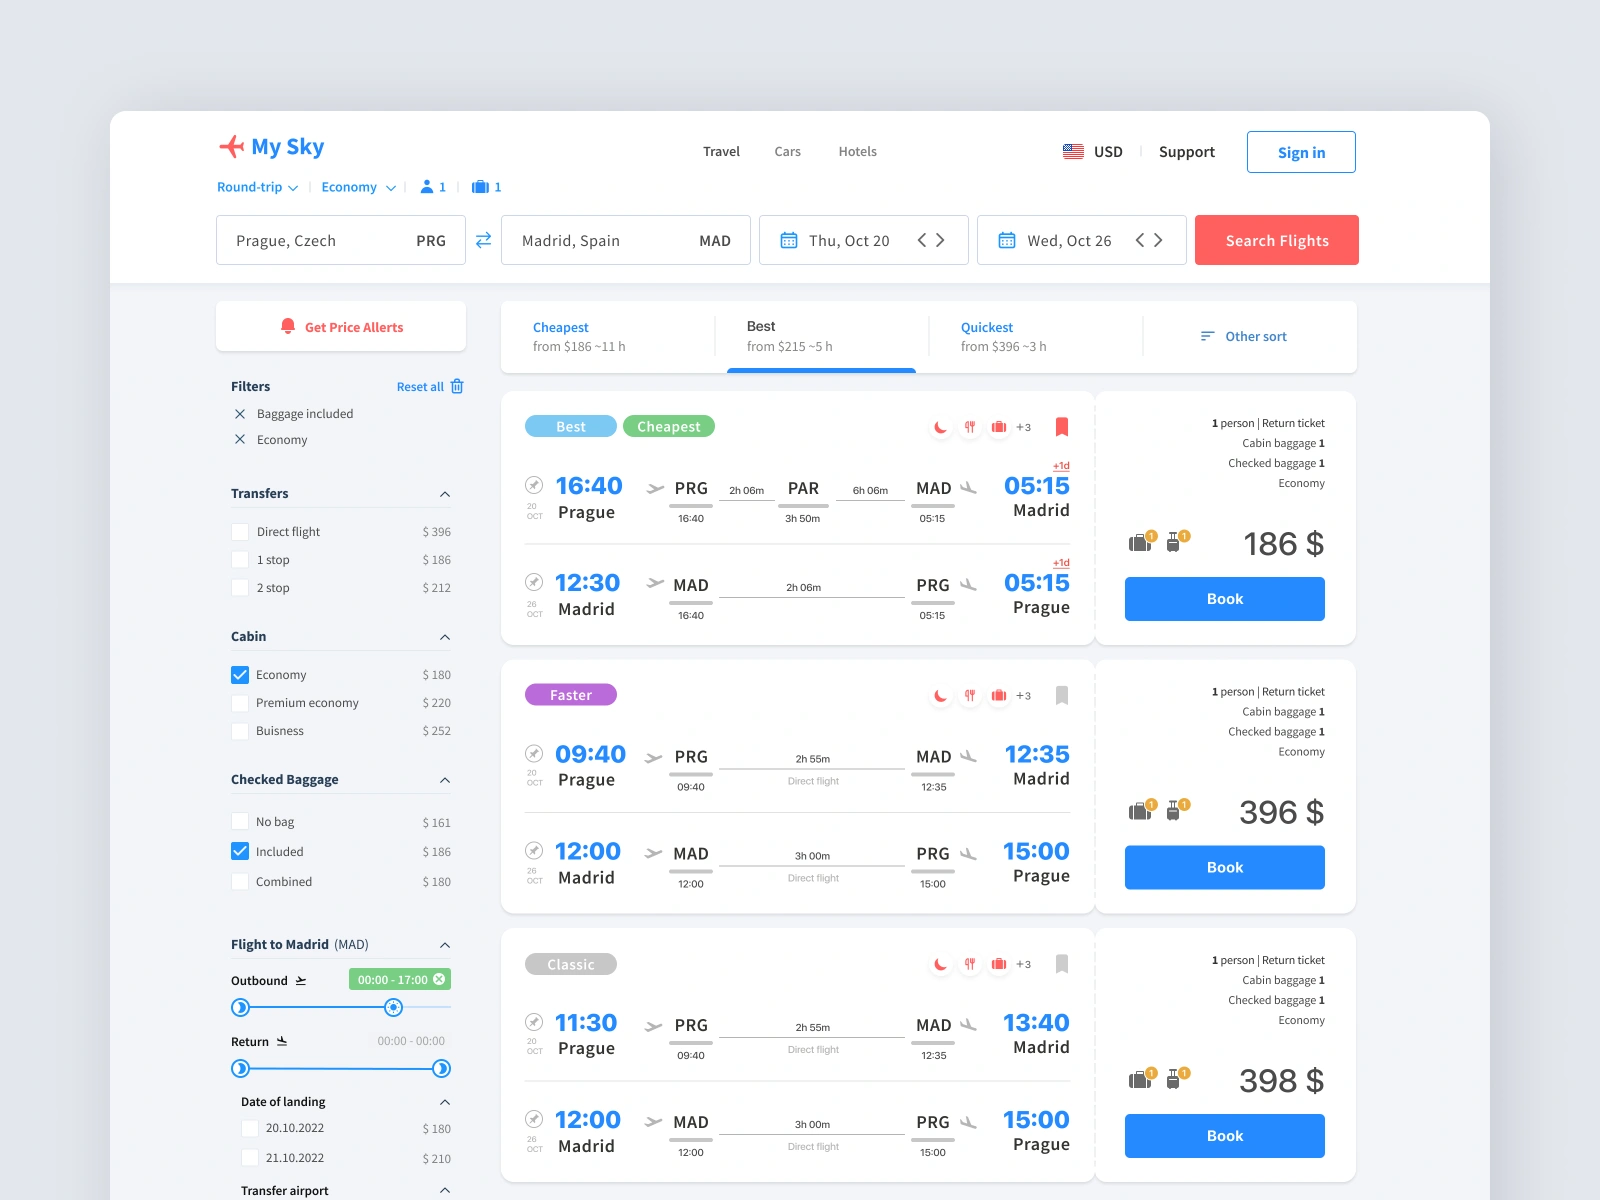 My Sky
Travel Cars Hotels
USD Support Sign in
Round-trip Economy 1 1
Prague, Czech PRG Madrid, Spain MAD Thu, Oct 20 Wed, Oct 26 Search Flights
Get Price Allerts
Filters Reset all
Baggage included
Economy
Transfers
Direct flight $ 396
1 stop $ 186
2 stop $ 212
Cabin
Economy $ 180
Premium economy $ 220
Buisness $ 252
Checked Baggage
No bag $ 161
Included $ 186
Combined $ 180
Flight to Madrid (MAD)
Outbound 00:00 - 17:00
Return 00:00 - 00:00
Date of landing
20.10.2022 $ 180
21.10.2022 $ 210
Transfer airport
Cheapest
from $186 ~11 h
Best
from $215 ~5 h
Quickest
from $396 ~3 h
Other sort
Best Cheapest +3
+1d
16:40 PRG 2h 06m PAR 6h 06m MAD 05:15
20 OCT Prague 16:40 3h 50m 05:15 Madrid
+1d
12:30 MAD 2h 06m PRG 05:15
26 OCT Madrid 16:40 05:15 Prague
1 person | Return ticket
Cabin baggage 1
Checked baggage 1
Economy
1 1 186 $
Book
Faster +3
09:40 PRG 2h 55m MAD 12:35
20 OCT Prague 09:40 Direct flight 12:35 Madrid
12:00 MAD 3h 00m PRG 15:00
26 OCT Madrid 12:00 Direct flight 15:00 Prague
1 person | Return ticket
Cabin baggage 1
Checked baggage 1
Economy
1 1 396 $
Book
Classic +3
11:30 PRG 2h 55m MAD 13:40
20 OCT Prague 09:40 Direct flight 12:35 Madrid
12:00 MAD 3h 00m PRG 15:00
26 OCT Madrid 12:00 Direct flight 15:00 Prague
1 person | Return ticket
Cabin baggage 1
Checked baggage 1
Economy
1 1 398 $
Book